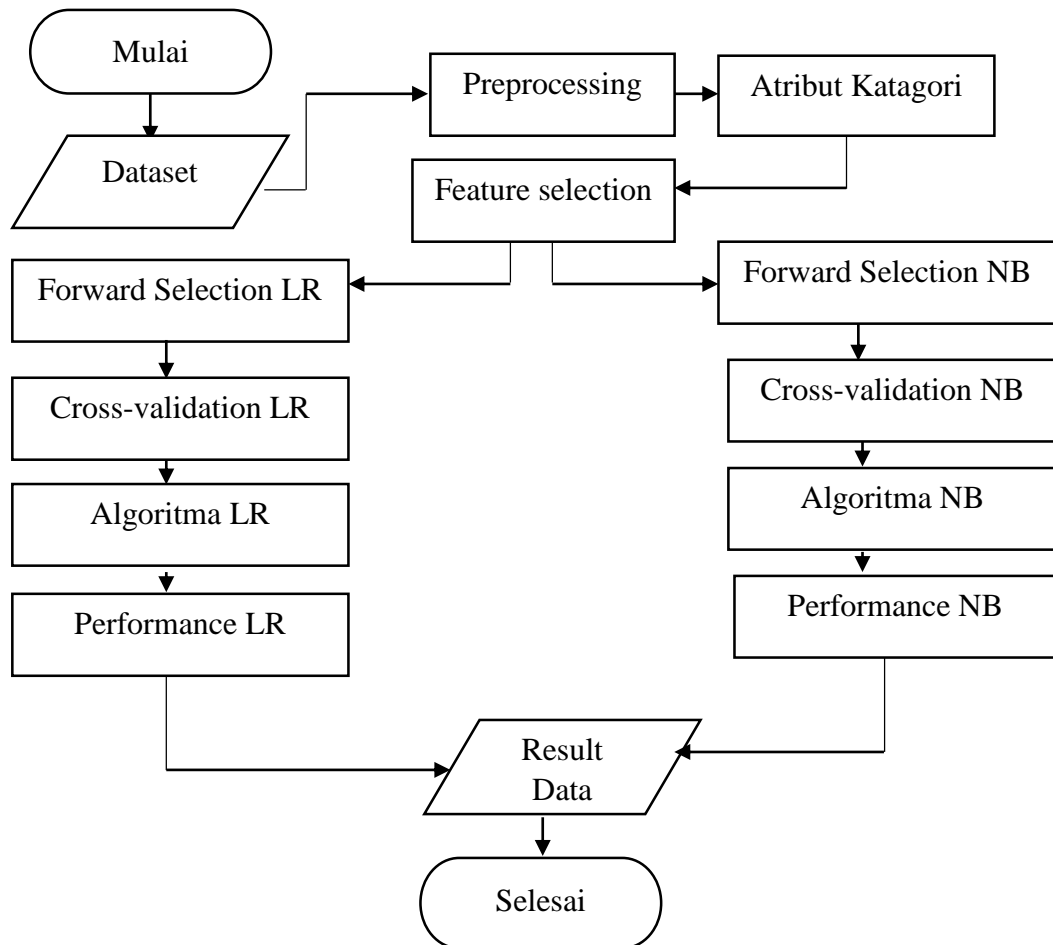 Mulai
Dataset
Preprocessing
Atribut Katagori
Feature selection
Forward Selection LR
Cross-validation LR
Algoritma LR
Performance LR
Forward Selection NB
Cross-validation NB
Algoritma NB
Performance NB
Result
Data
Selesai